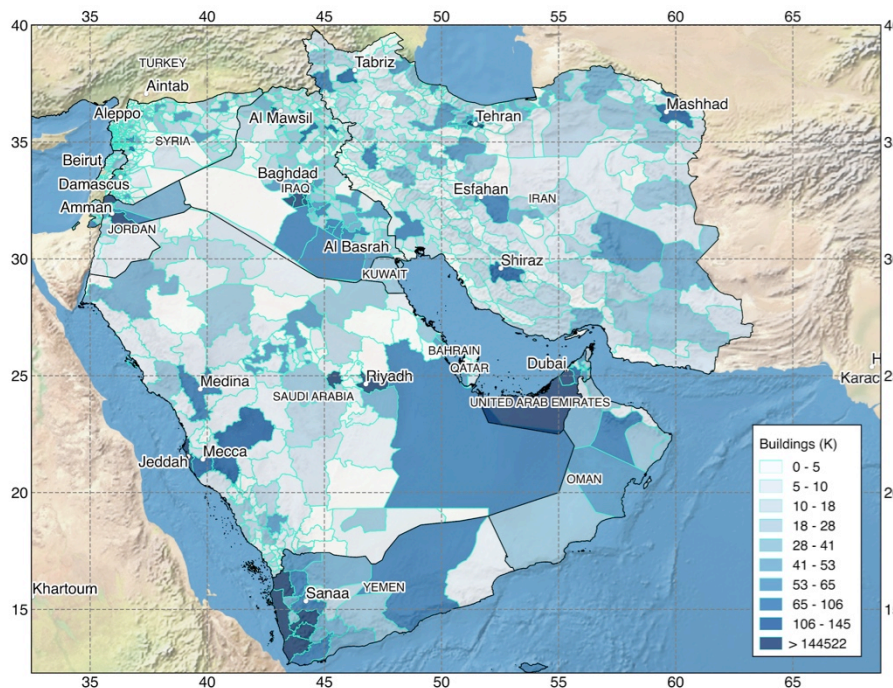 35 40 45 50 55 60
40
TURKEY
Tabriz
Aintab
Mashhad
Aleppo
Al Mawsil
Tehran
35 35
SYRIA
Beirut
Baghdad
Damascus
IRAQ
Esfahan
IRAN
Amman
JORDAN
Al Basrah
30
KUWAIT
Shiraz
BAHRAIN
Dubai
QATAR
25
Medina
Riyadh
Karac
SAUDI ARABIA
UNITED ARAB EMIRATES
Mecca
Jeddah
OMAN
20
Khartoum
YEMEN
Sanaa
15
Buildings (K)
0 - 5
5 - 10
10 - 18
18 - 28
28 - 41
41 - 53
53 - 65
65 - 106
106 - 145
> 144522
35 40 45 50 55 60